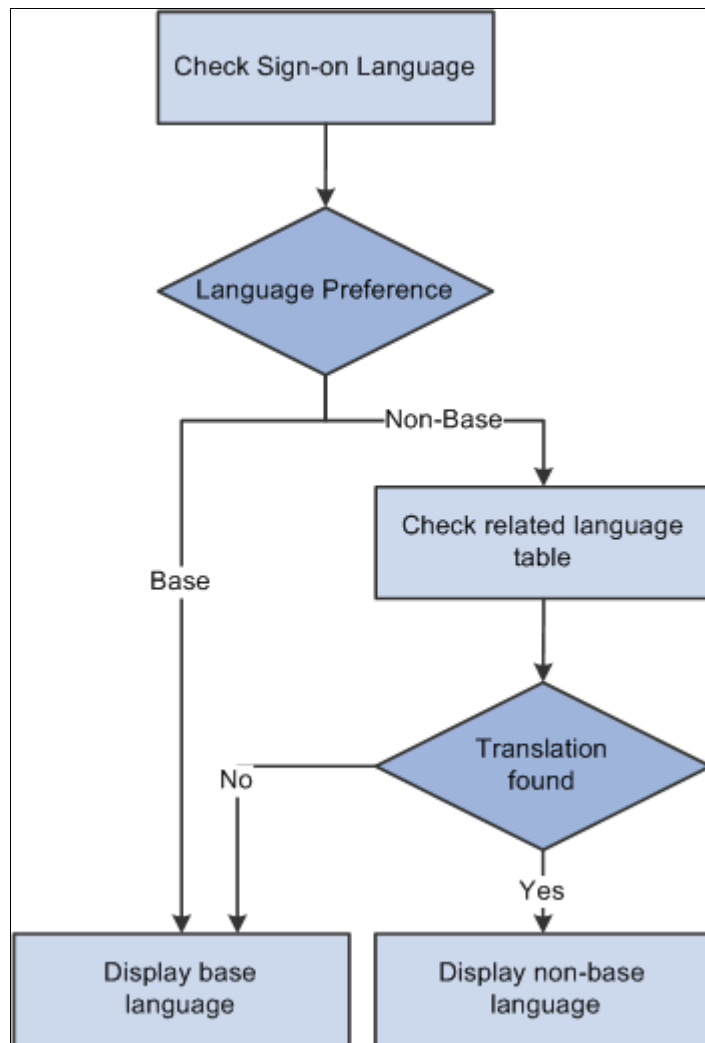 Check Sign-on Language
Language Preference
Non-Base
Check related language
table
Base
Translation
found
No
Yes
Display base
language
Display non-base
language